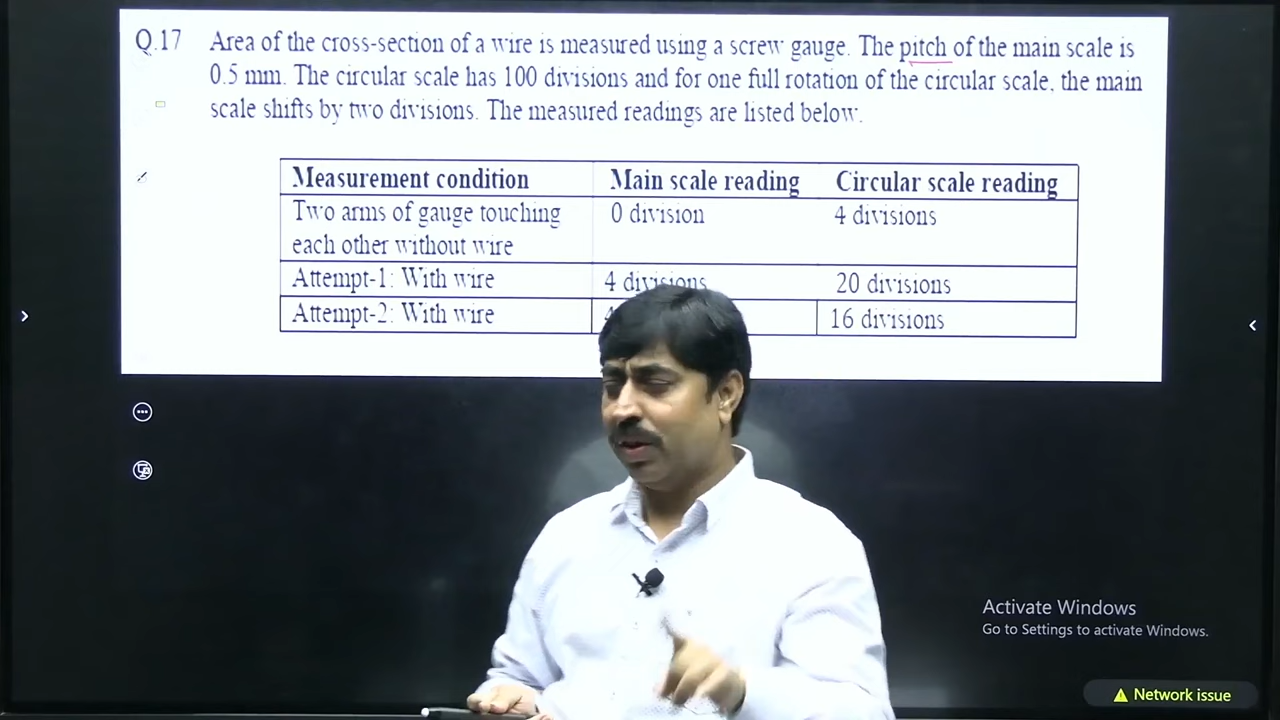 Q.17 Area of the cross-section of a wire is measured using a screw gauge. The pitch of the main scale is
0.5 mm. The circular scale has 100 divisions and for one full rotation of the circular scale, the main
scale shifts by two divisions. The measured readings are listed below.
Measurement condition Main scale reading Circular scale reading
Two arms of gauge touching 0 division 4 divisions
each other without wire
Attempt-1: With wire 4 divisions 20 divisions
Attempt-2: With wire 16 divisions
Activate Windows
Go to Settings to activate Windows.
Network issue